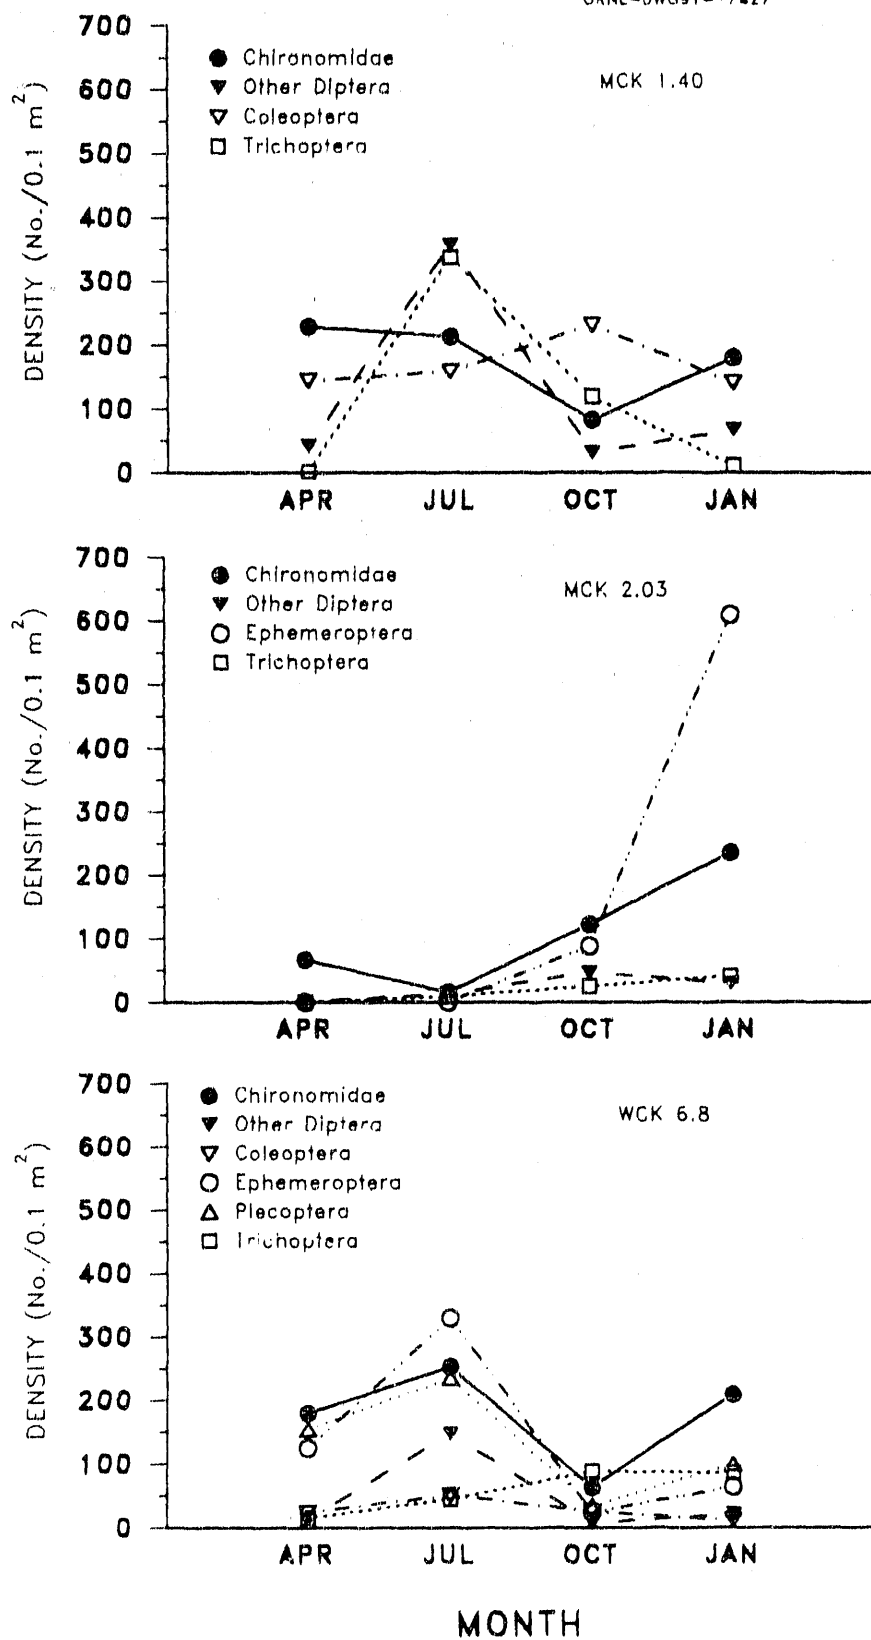 700
600
500
400
300
200
100
0
DENSITY (No./0.1 m²)
Chironomidae
Other Diptera
Coleoptera
Trichoptera
MCK 1.40
APR JUL OCT JAN
700
600
500
400
300
200
100
0
DENSITY (No./0.1 m²)
Chironomidae
Other Diptera
Ephemeroptera
Trichoptera
MCK 2.03
APR JUL OCT JAN
700
600
500
400
300
200
100
0
DENSITY (No./0.1 m²)
Chironomidae
Other Diptera
Coleoptera
Ephemeroptera
Plecoptera
Trichoptera
WCK 6.8
APR JUL OCT JAN
MONTH